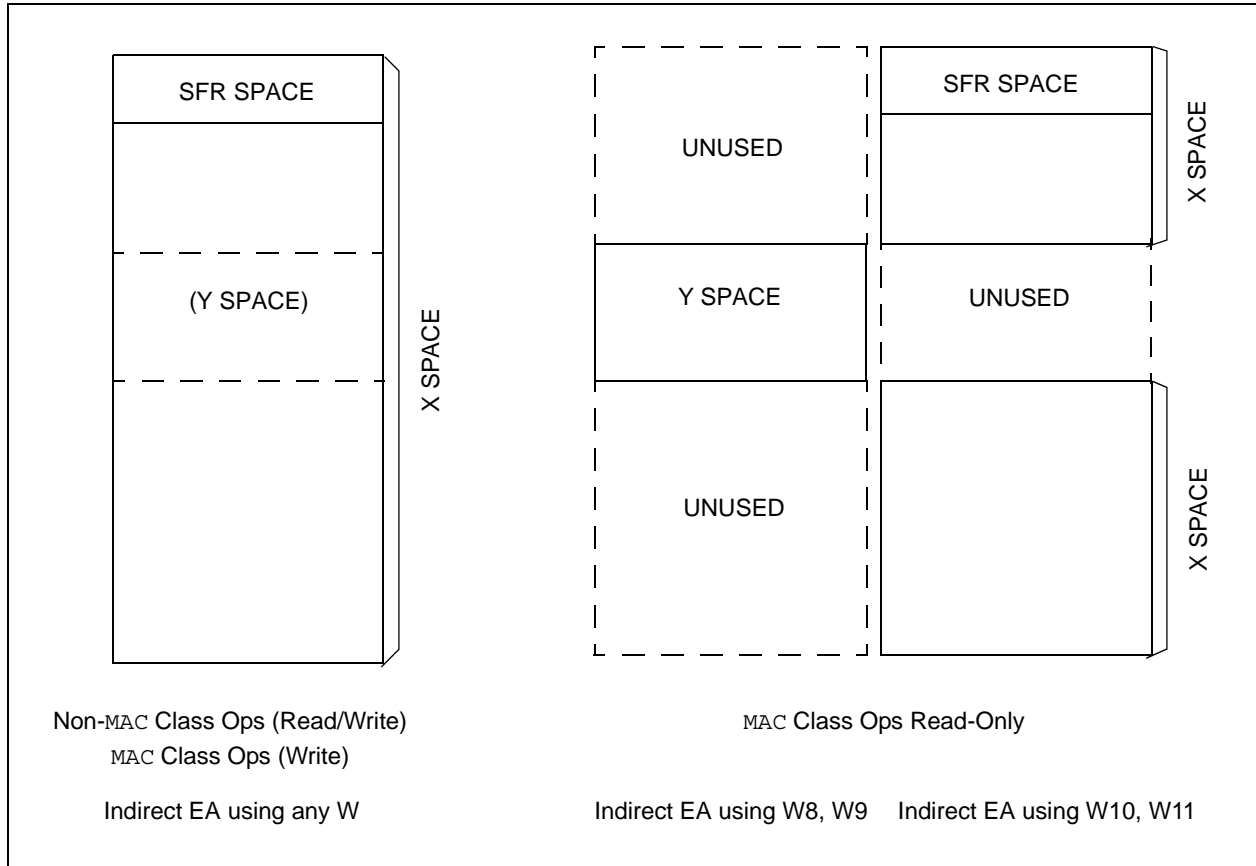 SFR SPACE
(Y SPACE)
X SPACE
UNUSED
Y SPACE
UNUSED
SFR SPACE
X SPACE
UNUSED
X SPACE
Non-MAC Class Ops (Read/Write)
MAC Class Ops (Write)
MAC Class Ops Read-Only
Indirect EA using any W
Indirect EA using W8, W9
Indirect EA using W10, W11